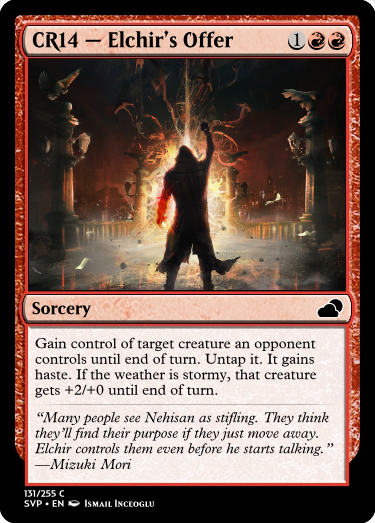 CR14 — Elchir's Offer 1
Sorcery
Gain control of target creature an opponent
controls until end of turn. Untap it. It gains
haste. If the weather is stormy, that creature
gets +2/+0 until end of turn.
“Many people see Nehisan as stifling. They think
they’ll find their purpose if they just move away.
Elchir controls them even before he starts talking.”
—Mizuki Mori
131/255 C
SVP • EN Ismail Inceoglu